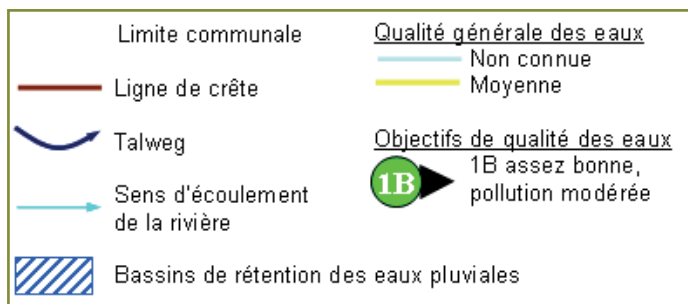 Limite communale
Ligne de crête
Talweg
Sens d'écoulement
de la rivière
Bassins de rétention des eaux pluviales
Qualité générale des eaux
Non connue
Moyenne
Objectifs de qualité des eaux
1B
1B assez bonne,
pollution modérée